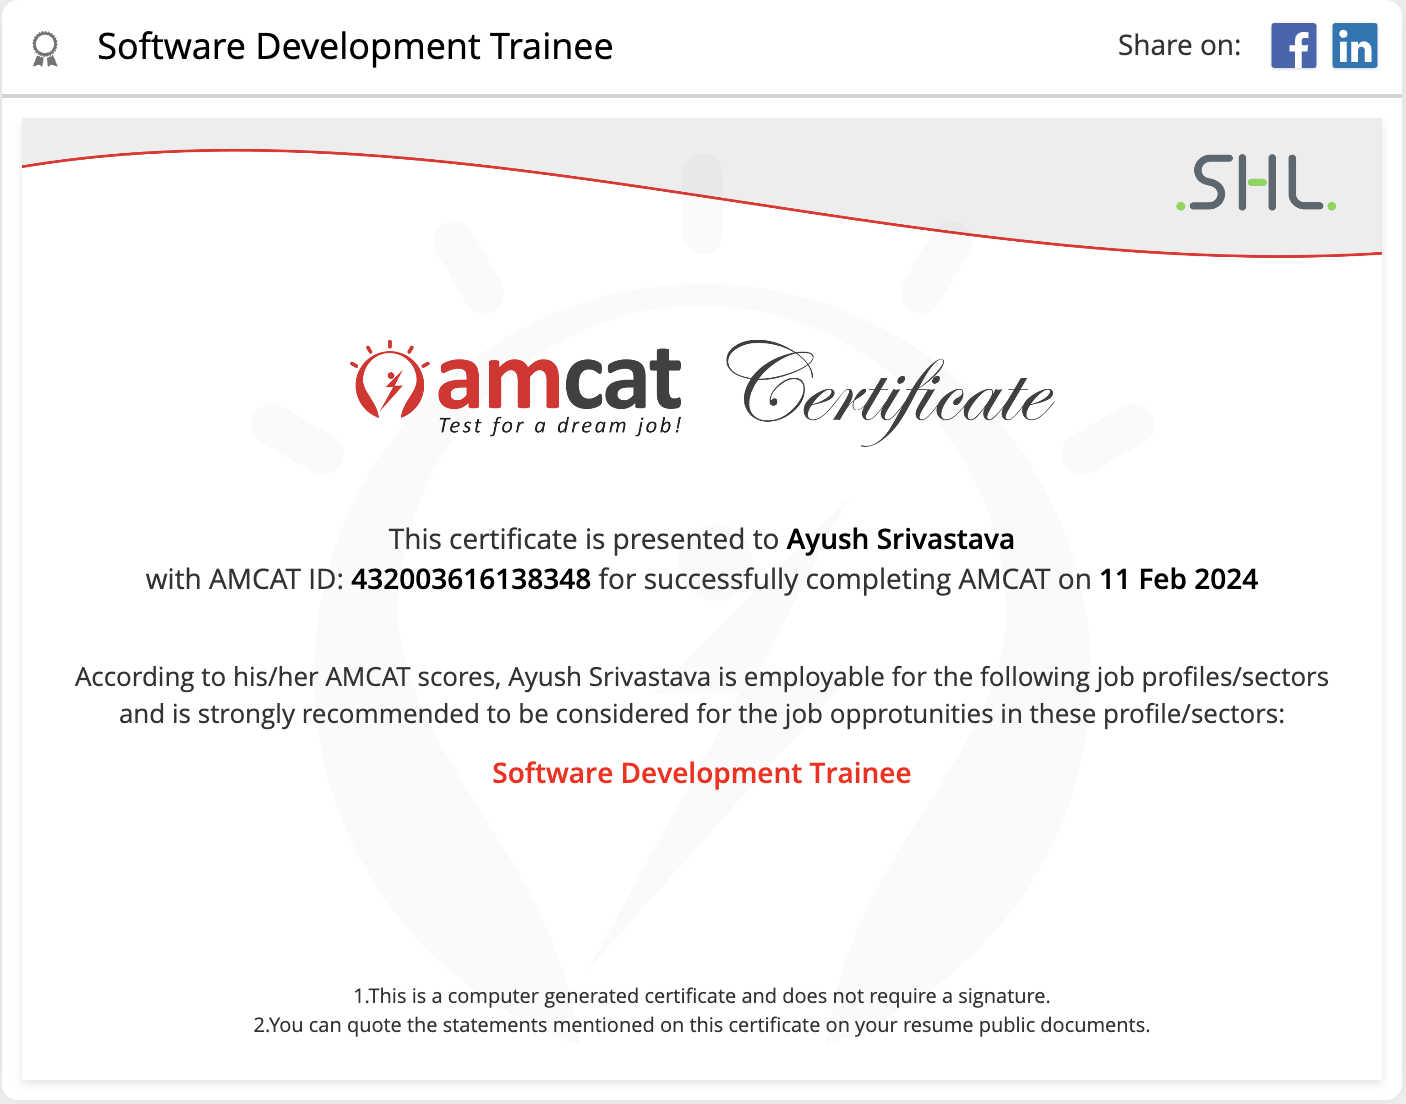 Software Development Trainee
Share on:
f
in
.SHL.
amcat
Test for a dream job!
Certificate
This certificate is presented to Ayush Srivastava
with AMCAT ID: 432003616138348 for successfully completing AMCAT on 11 Feb 2024
According to his/her AMCAT scores, Ayush Srivastava is employable for the following job profiles/sectors
and is strongly recommended to be considered for the job opprotunities in these profile/sectors:
Software Development Trainee
1.This is a computer generated certificate and does not require a signature.
2.You can quote the statements mentioned on this certificate on your resume public documents.